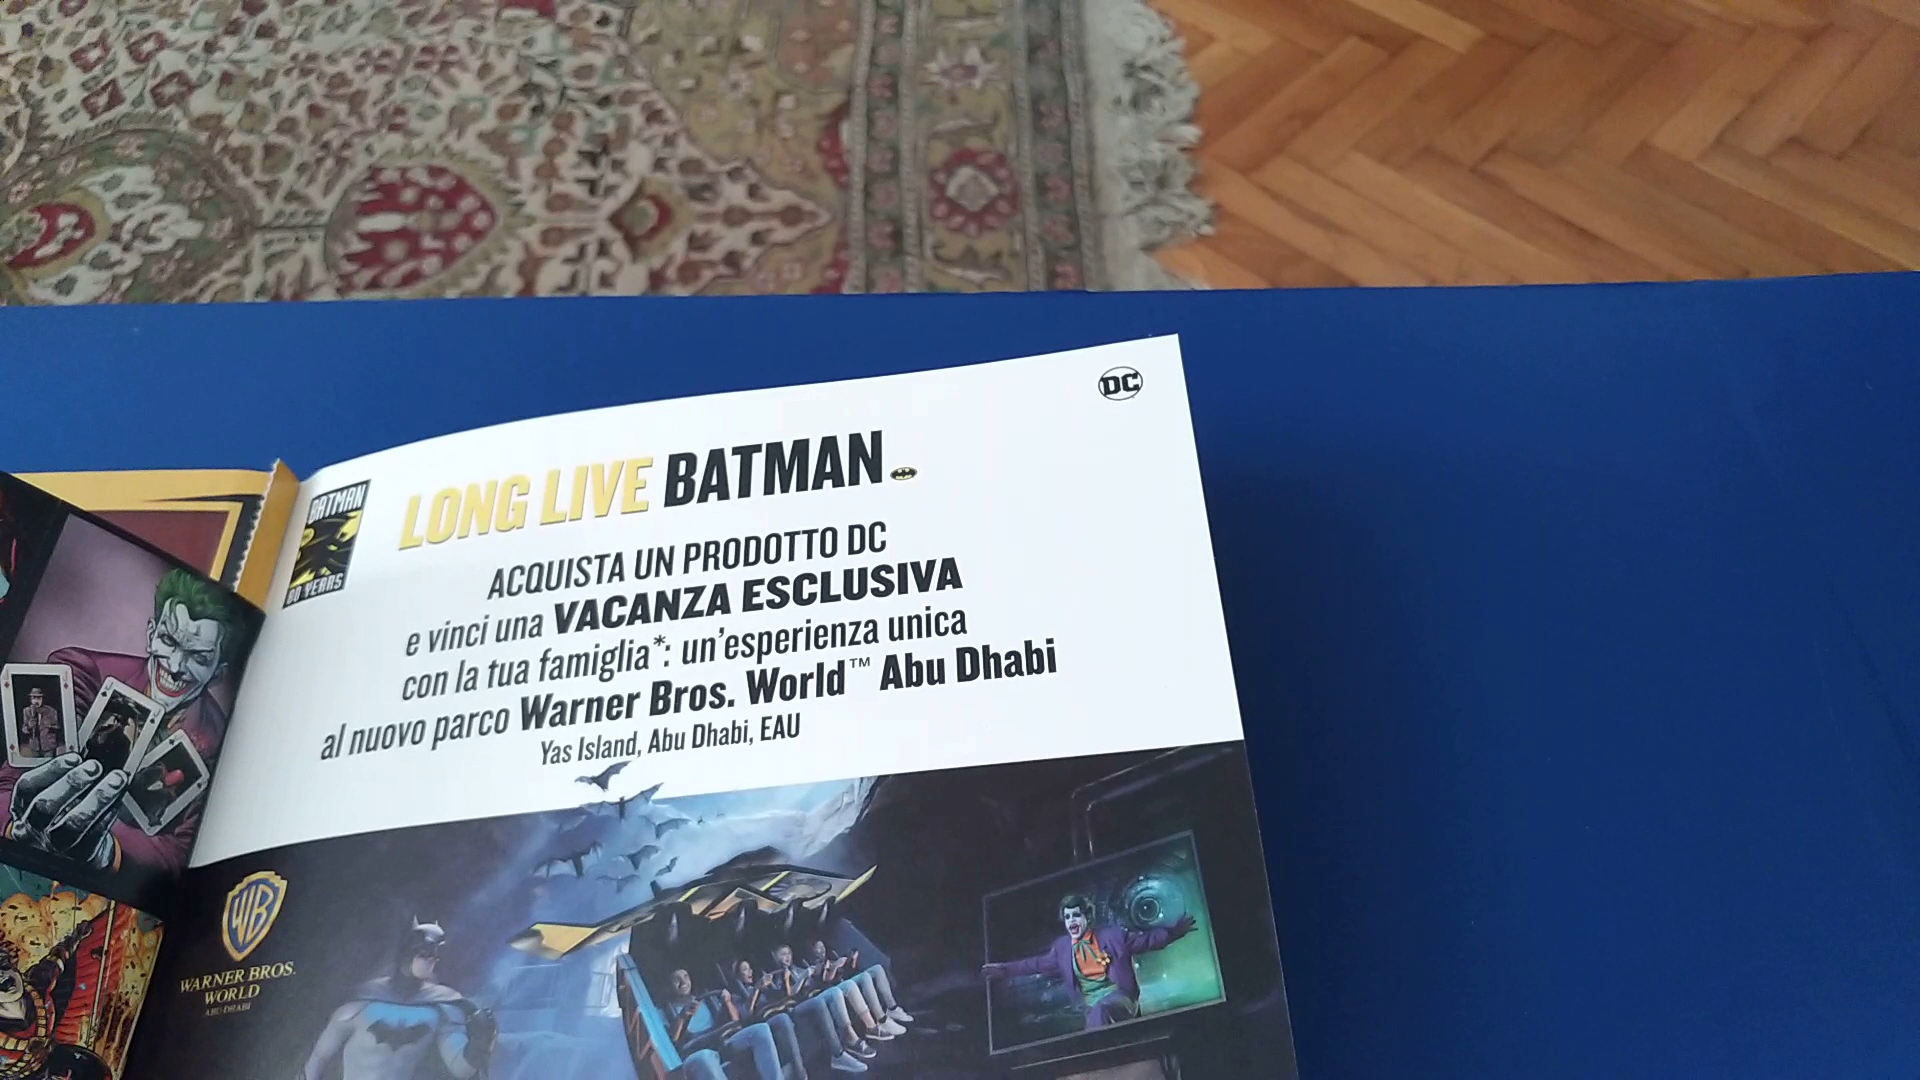 DC
LONG LIVE BATMAN
BATMAN
80 YEARS
ACQUISTA UN PRODOTTO DC
e vinci una VACANZA ESCLUSIVA
con la tua famiglia*: un'esperienza unica
al nuovo parco Warner Bros. World™ Abu Dhabi
Yas Island, Abu Dhabi, EAU
WB
WARNER BROS.
WORLD
ABU DHABI